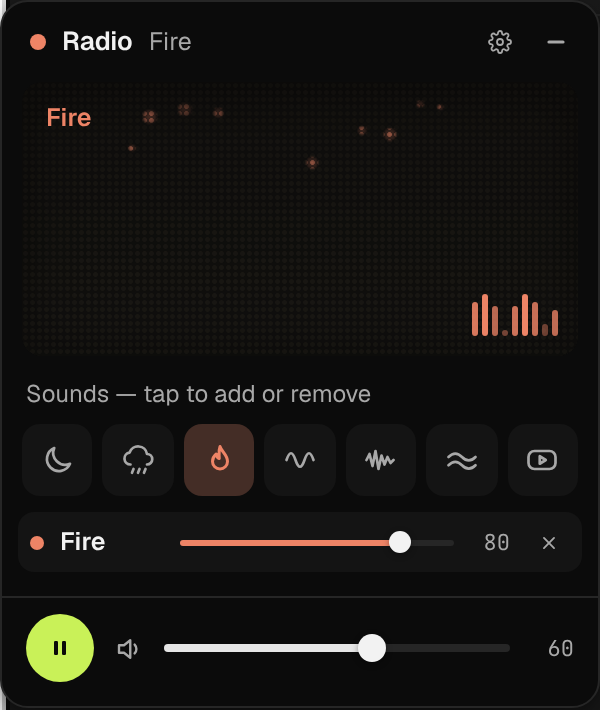 Radio Fire
Fire
Sounds — tap to add or remove
Fire 80
60